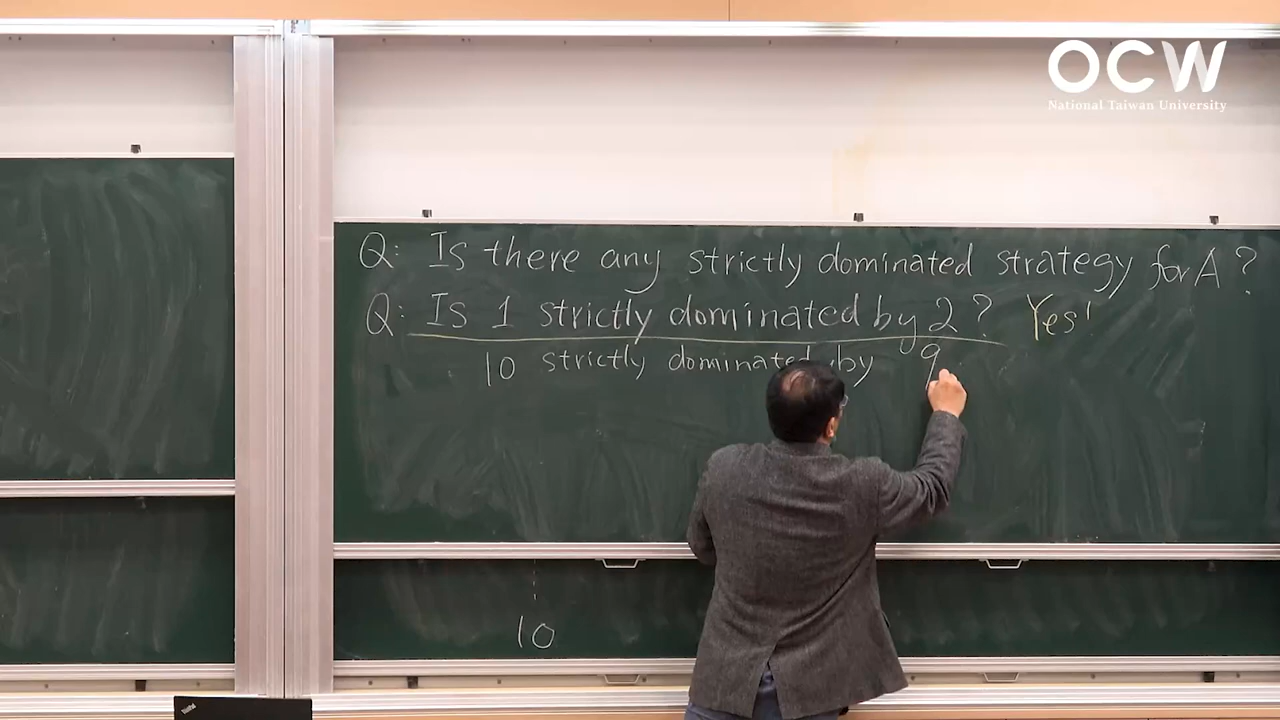 OCW
National Taiwan University
Q: Is there any strictly dominated strategy for A ?
Q: Is 1 strictly dominated by 2 ? Yes!
10 strictly dominated by 9
10
ThinkPad